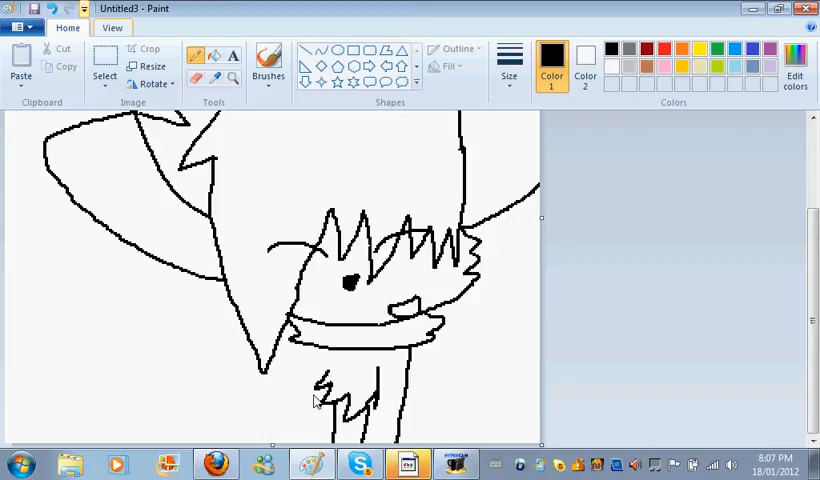 Untitled3 - Paint
Home View
Paste
Cut
Copy
Clipboard
Select
Crop
Resize
Rotate
Image
Tools
Brushes
Outline
Fill
Shapes
Size
Color 1
Color 2
Edit colors
Colors
8:07 PM
18/01/2012